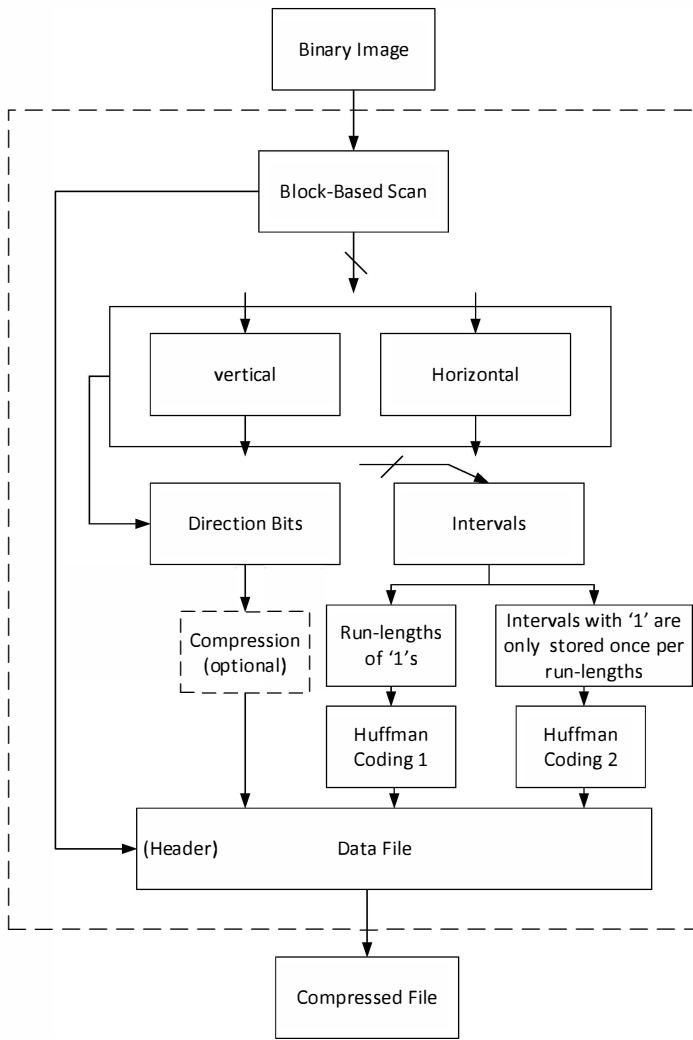 Binary Image
Block-Based Scan
vertical
Horizontal
Direction Bits
Intervals
Compression
(optional)
Run-lengths
of ‘1’s
Intervals with ‘1’ are
only stored once per
run-lengths
Huffman
Coding 1
Huffman
Coding 2
(Header)
Data File
Compressed File